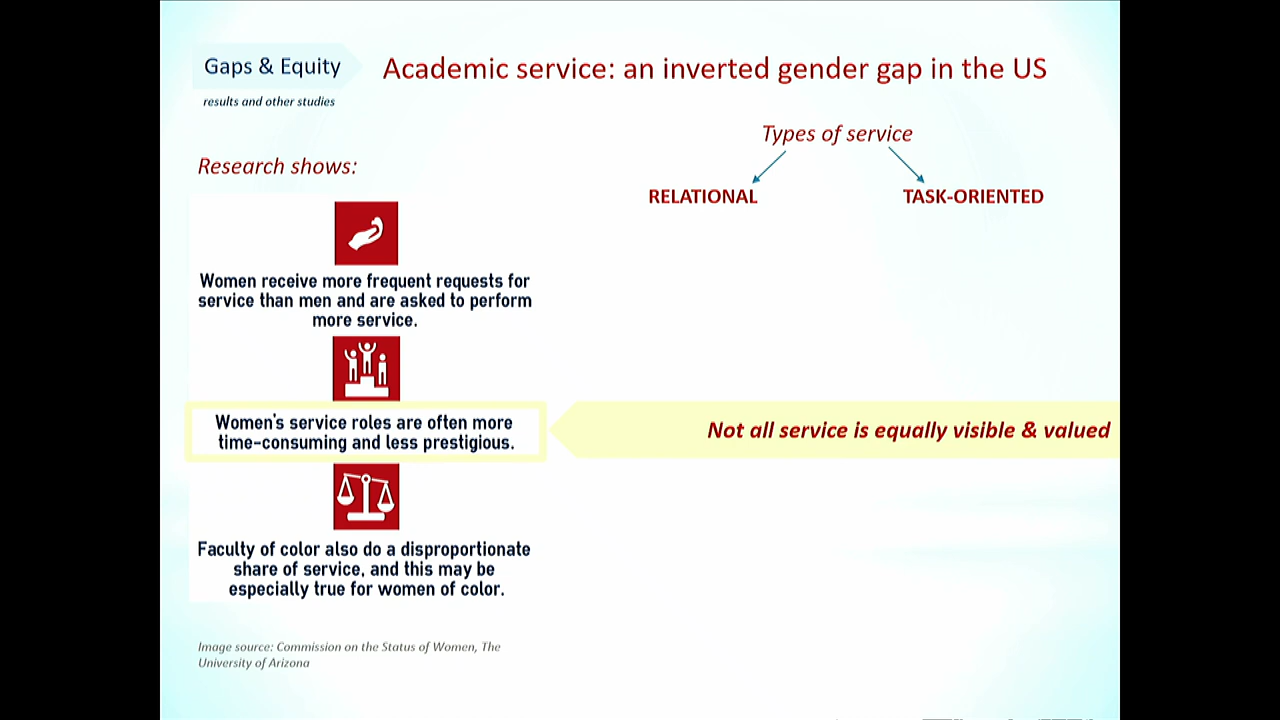 Gaps & Equity
results and other studies
Academic service: an inverted gender gap in the US
Research shows:
Women receive more frequent requests for
service than men and are asked to perform
more service.
Women's service roles are often more
time-consuming and less prestigious.
Faculty of color also do a disproportionate
share of service, and this may be
especially true for women of color.
Image source: Commission on the Status of Women, The
University of Arizona
Types of service
RELATIONAL
TASK-ORIENTED
Not all service is equally visible & valued